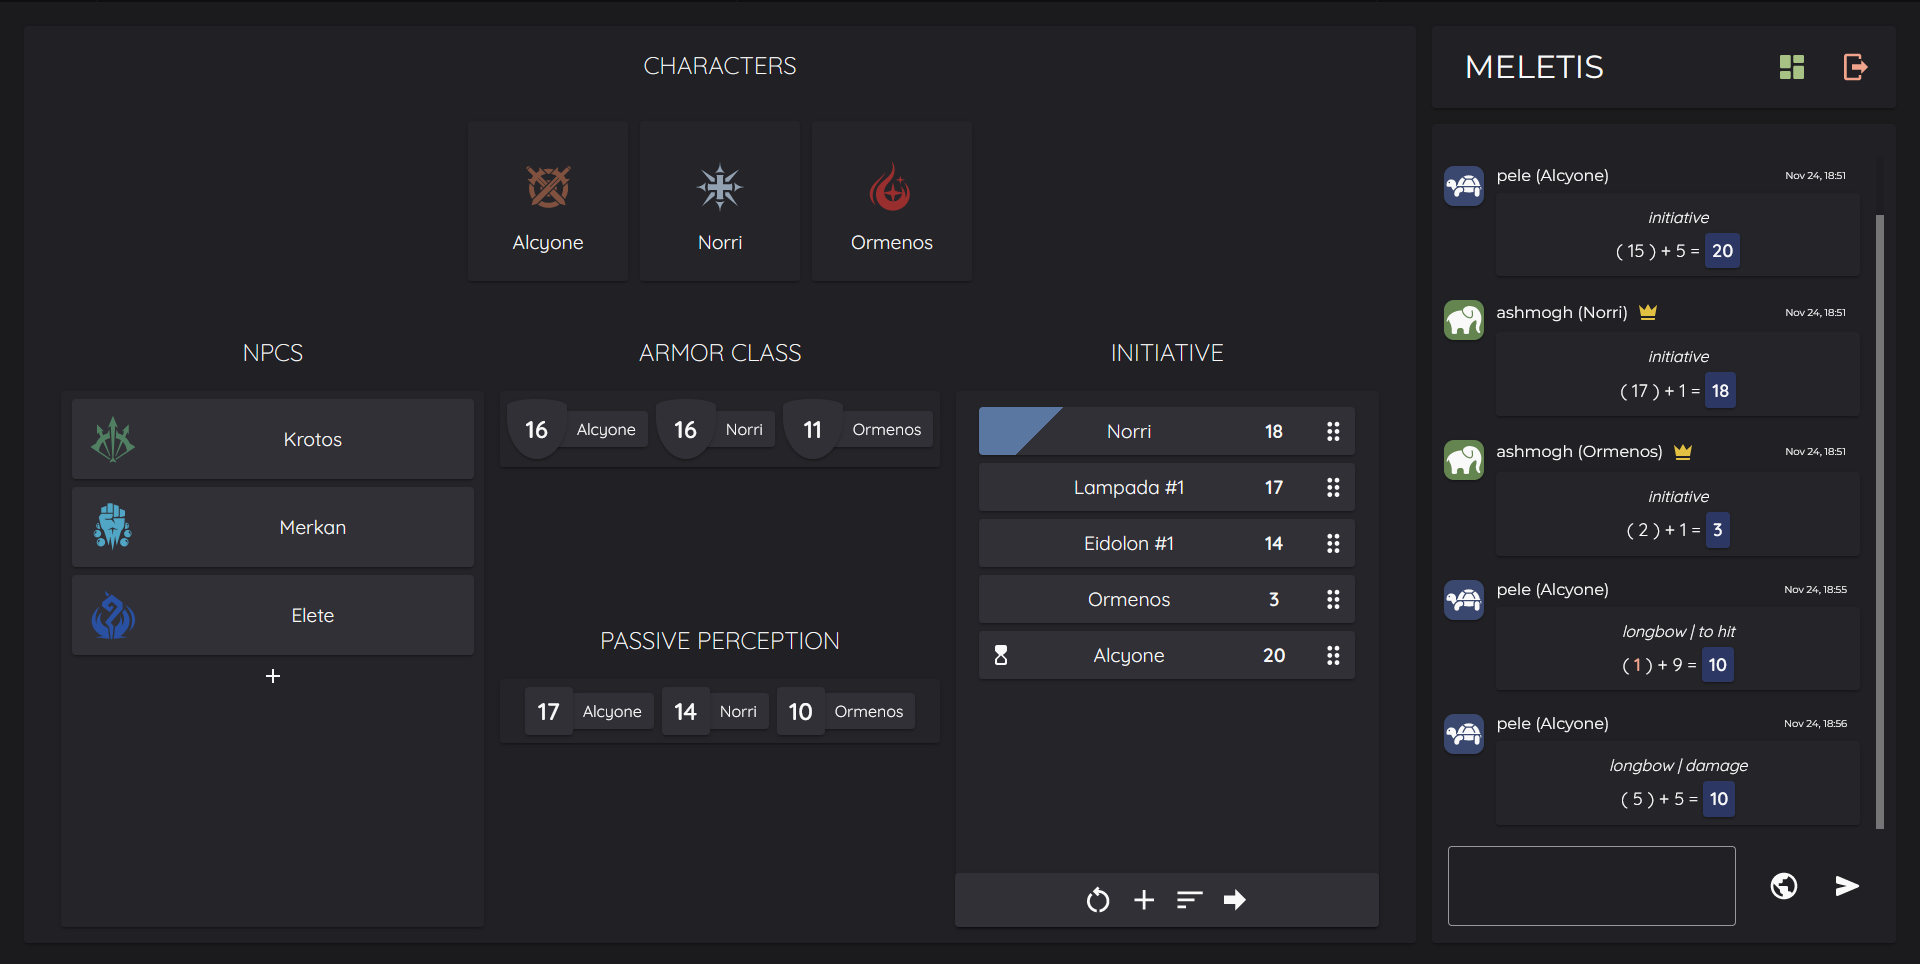 CHARACTERS
Alcyone
Norri
Ormenos
NPCS
Krotos
Merkan
Elete
+
ARMOR CLASS
16 Alcyone 16 Norri 11 Ormenos
PASSIVE PERCEPTION
17 Alcyone 14 Norri 10 Ormenos
INITIATIVE
Norri 18
Lampada #1 17
Eidolon #1 14
Ormenos 3
Alcyone 20
MELETIS
pele (Alcyone) Nov 24, 18:51
initiative
( 15 ) + 5 = 20
ashmogh (Norri) Nov 24, 18:51
initiative
( 17 ) + 1 = 18
ashmogh (Ormenos) Nov 24, 18:51
initiative
( 2 ) + 1 = 3
pele (Alcyone) Nov 24, 18:55
longbow | to hit
( 1 ) + 9 = 10
pele (Alcyone) Nov 24, 18:56
longbow | damage
( 5 ) + 5 = 10